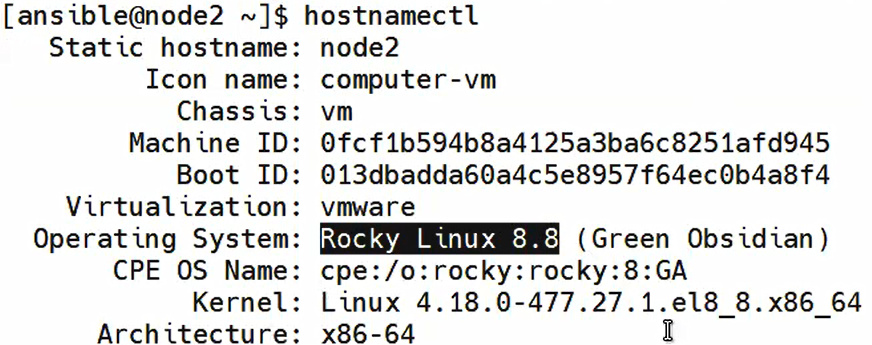 [ansible@node2 ~]$ hostnamectl
Static hostname: node2
Icon name: computer-vm
Chassis: vm
Machine ID: 0fcf1b594b8a4125a3ba6c8251afd945
Boot ID: 013dbadda60a4c5e8957f64ec0b4a8f4
Virtualization: vmware
Operating System: Rocky Linux 8.8 (Green Obsidian)
CPE OS Name: cpe:/o:rocky:rocky:8:GA
Kernel: Linux 4.18.0-477.27.1.el8_8.x86_64
Architecture: x86-64